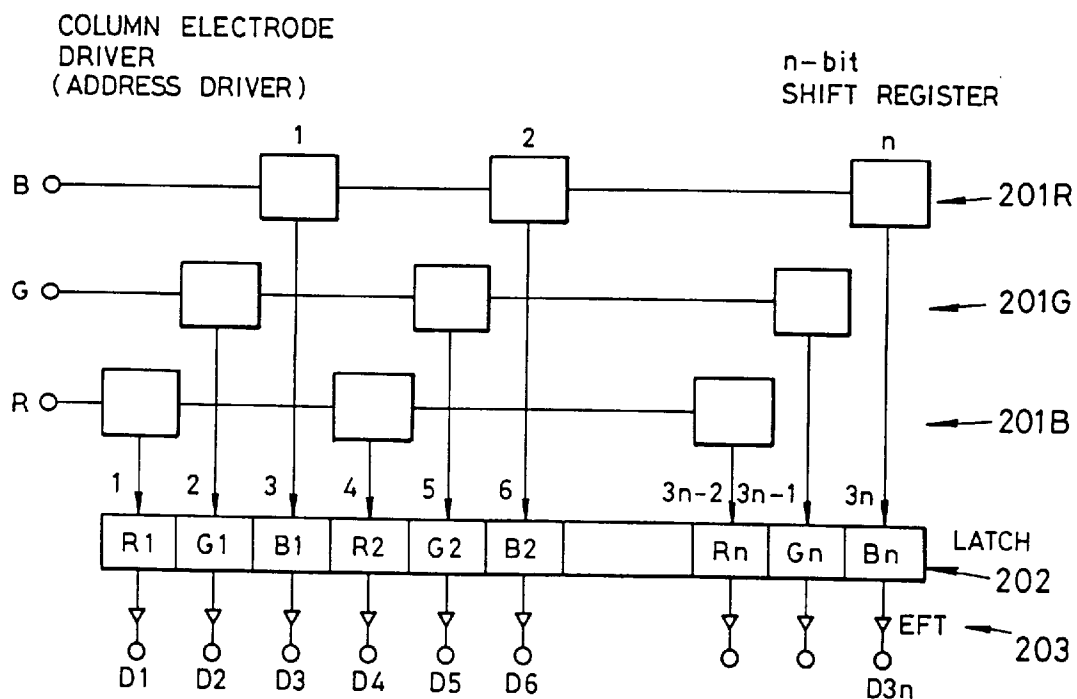 COLUMN ELECTRODE
DRIVER
(ADDRESS DRIVER)
n-bit
SHIFT REGISTER
1
2
n
B
201R
G
201G
R
201B
1
2
3
4
5
6
3n-2
3n-1
3n
R1
G1
B1
R2
G2
B2
Rn
Gn
Bn
LATCH
202
EFT
203
D1
D2
D3
D4
D5
D6
D3n